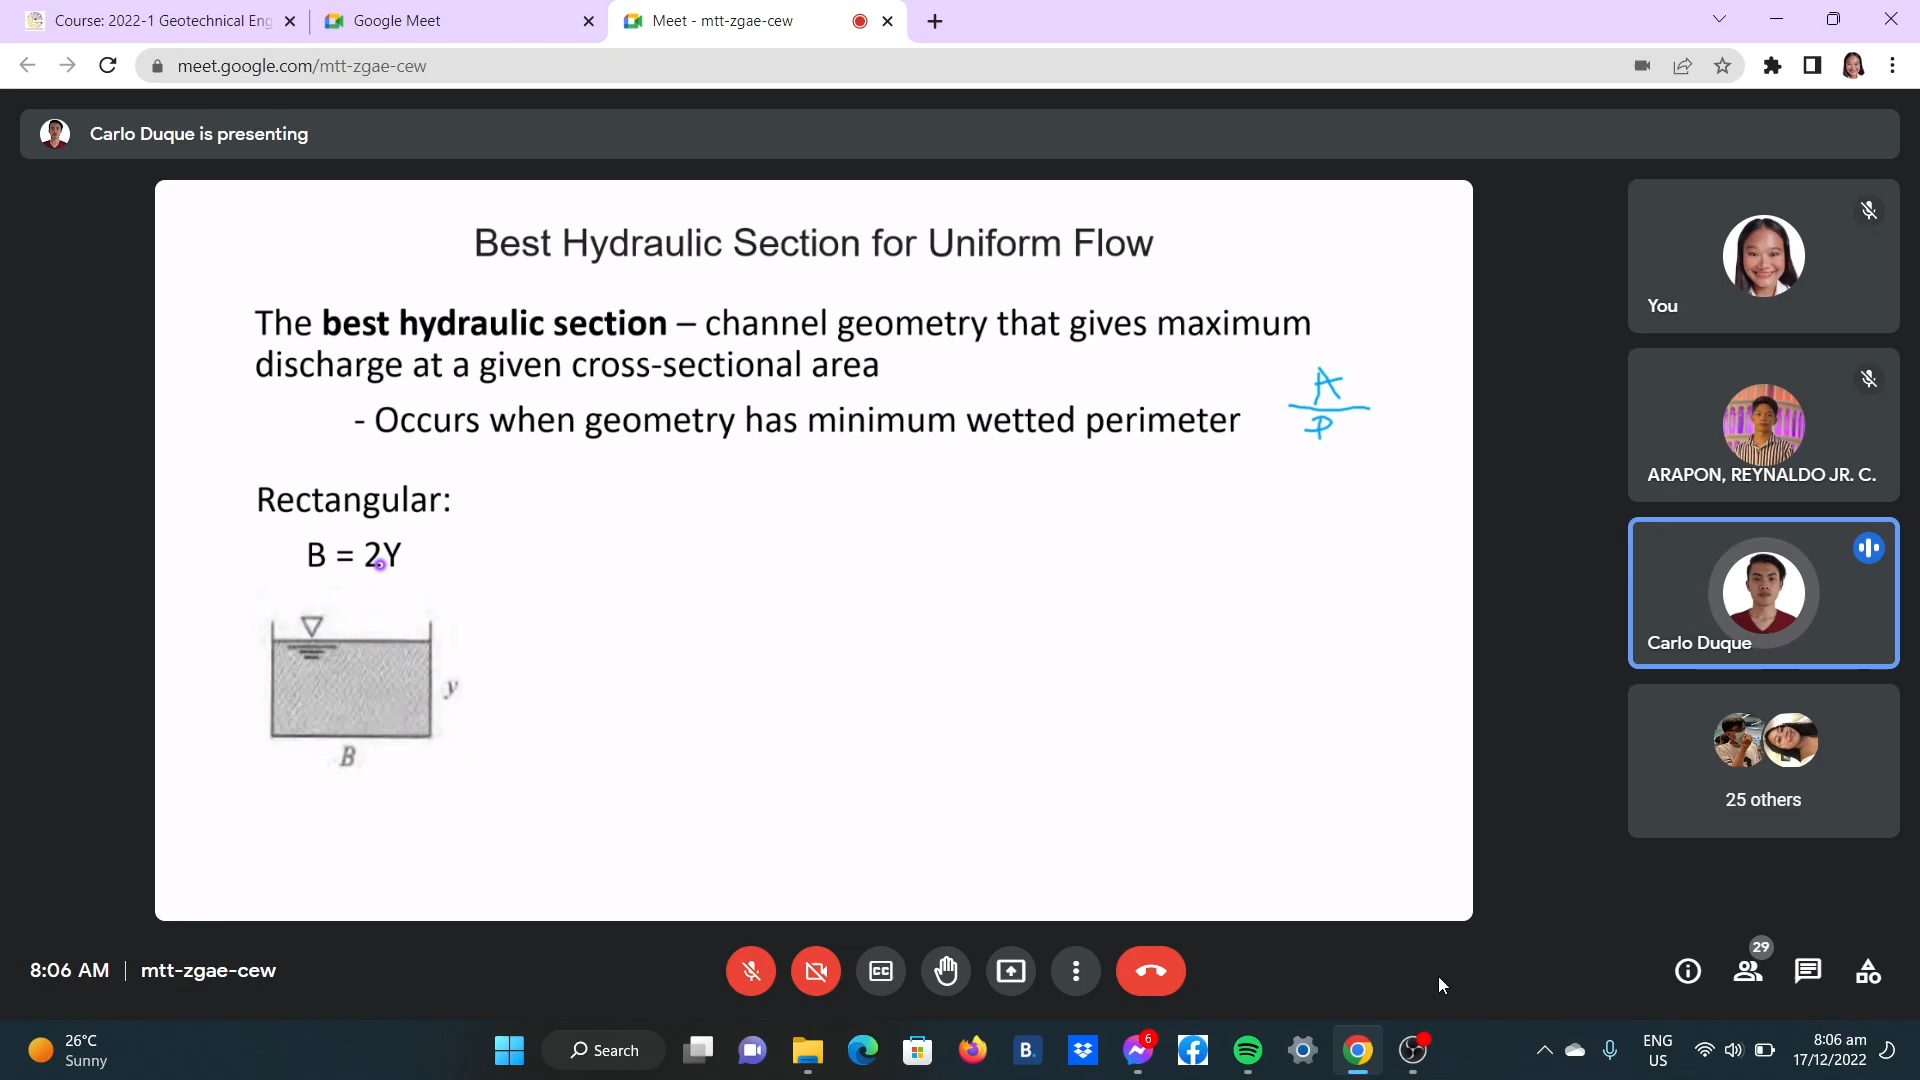 Course: 2022-1 Geotechnical Eng
Google Meet
Meet - mtt-zgae-cew
meet.google.com/mtt-zgae-cew
Carlo Duque is presenting
Best Hydraulic Section for Uniform Flow
The best hydraulic section – channel geometry that gives maximum
discharge at a given cross-sectional area
- Occurs when geometry has minimum wetted perimeter
A
P
Rectangular:
B = 2Y
y
B
You
ARAPON, REYNALDO JR. C.
Carlo Duque
25 others
8:06 AM
mtt-zgae-cew
CC
29
26°C
Sunny
Search
B.
6
ENG
US
8:06 am
17/12/2022